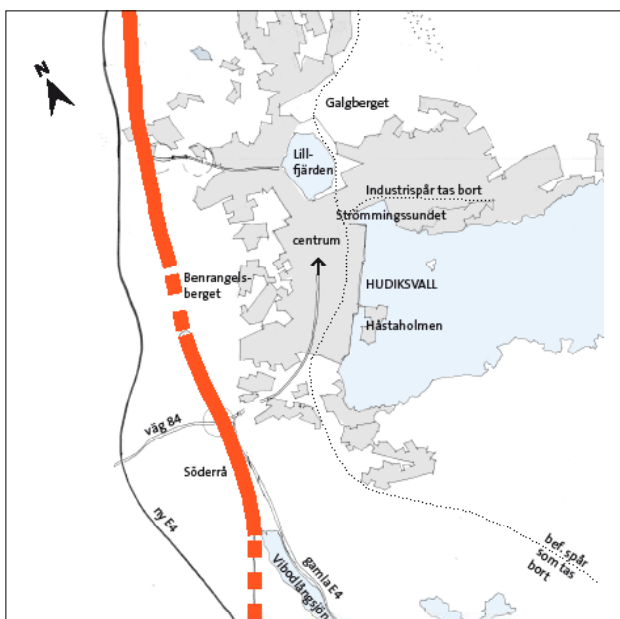 N
Galgberget
Lill-
fjärden
Industrispår tas bort
Strömmingssundet
centrum
Benrangels-
berget
HUDIKSVALL
Håstaholmen
väg 84
Söderrå
ny E4
gamla E4
Vibodlångsjön
bef. spår
som tas
bort